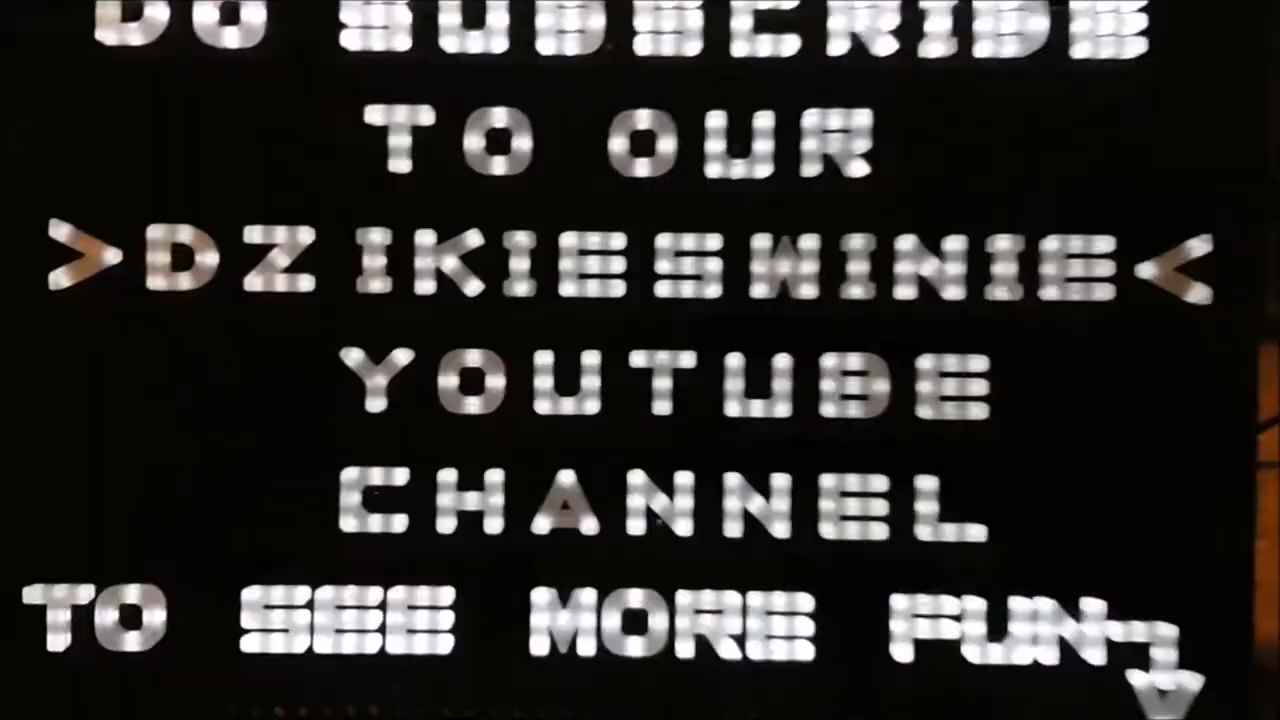 DO SUBSCRIBE
TO OUR
>DZIKIESWINIE<
YOUTUBE
CHANNEL
TO SEE MORE FUN